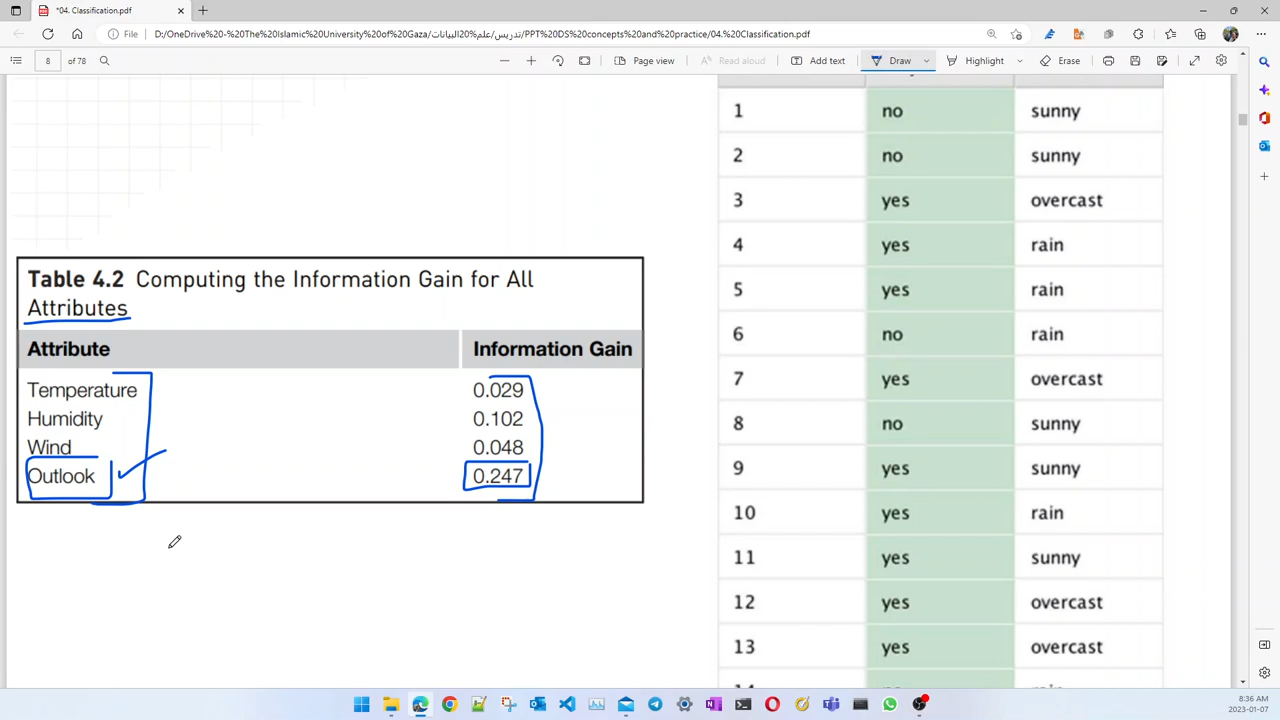 *04. Classification.pdf
File
D:/OneDrive%20-%20The%20Islamic%20University%20of%20Gaza/تدريس/علم%20البيانات/PPT%20DS%20concepts%20and%20practice/04.%20Classification.pdf
8 of 78
Page view
Read aloud
Add text
Draw
Highlight
Erase
Table 4.2 Computing the Information Gain for All
Attributes
Attribute Information Gain
Temperature 0.029
Humidity 0.102
Wind 0.048
Outlook 0.247
1 no sunny
2 no sunny
3 yes overcast
4 yes rain
5 yes rain
6 no rain
7 yes overcast
8 no sunny
9 yes sunny
10 yes rain
11 yes sunny
12 yes overcast
13 yes overcast
8:36 AM
2023-01-07